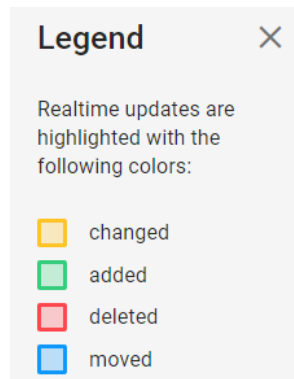 Legend
Realtime updates are
highlighted with the
following colors:
changed
added
deleted
moved